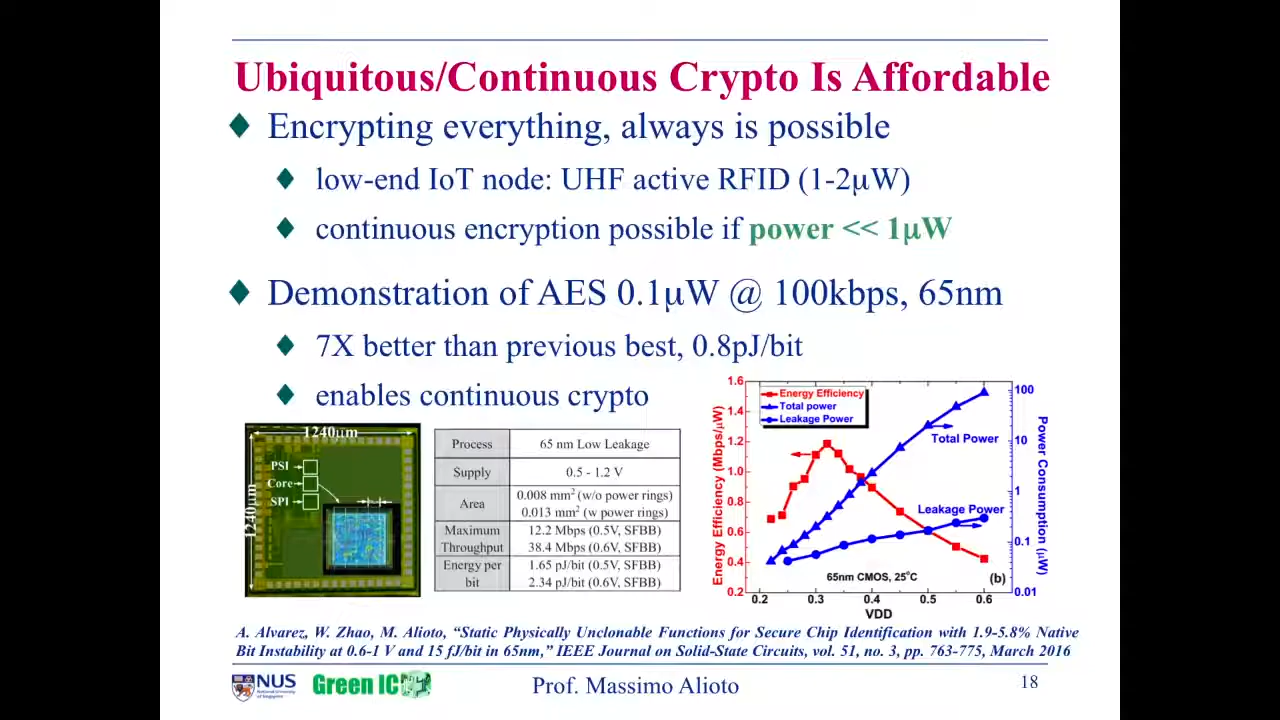 Ubiquitous/Continuous Crypto Is Affordable
Encrypting everything, always is possible
low-end IoT node: UHF active RFID (1-2μW)
continuous encryption possible if power << 1μW
Demonstration of AES 0.1μW @ 100kbps, 65nm
7X better than previous best, 0.8pJ/bit
enables continuous crypto
1240μm
1240μm
PSI
Core
SPI
Process 65 nm Low Leakage
Supply 0.5 - 1.2 V
Area 0.008 mm² (w/o power rings)
0.013 mm² (w power rings)
Maximum Throughput 12.2 Mbps (0.5V, SFBB)
38.4 Mbps (0.6V, SFBB)
Energy per bit 1.65 pJ/bit (0.5V, SFBB)
2.34 pJ/bit (0.6V, SFBB)
Energy Efficiency (Mbps/μW)
1.6
1.4
1.2
1.0
0.8
0.6
0.4
0.2
Energy Efficiency
Total power
Leakage Power
Total Power
Leakage Power
65nm CMOS, 25°C
(b)
100
10
1
0.1
0.01
Power Consumption (μW)
0.2 0.3 0.4 0.5 0.6
VDD
A. Alvarez, W. Zhao, M. Alioto, “Static Physically Unclonable Functions for Secure Chip Identification with 1.9-5.8% Native
Bit Instability at 0.6-1 V and 15 fJ/bit in 65nm,” IEEE Journal on Solid-State Circuits, vol. 51, no. 3, pp. 763-775, March 2016
NUS
National University
of Singapore
Green IC
Prof. Massimo Alioto
18